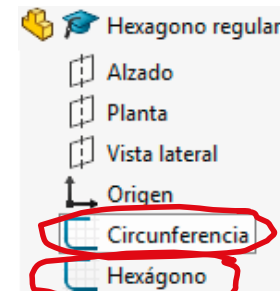 Hexagono regular
Alzado
Planta
Vista lateral
Origen
Circunferencia
Hexágono